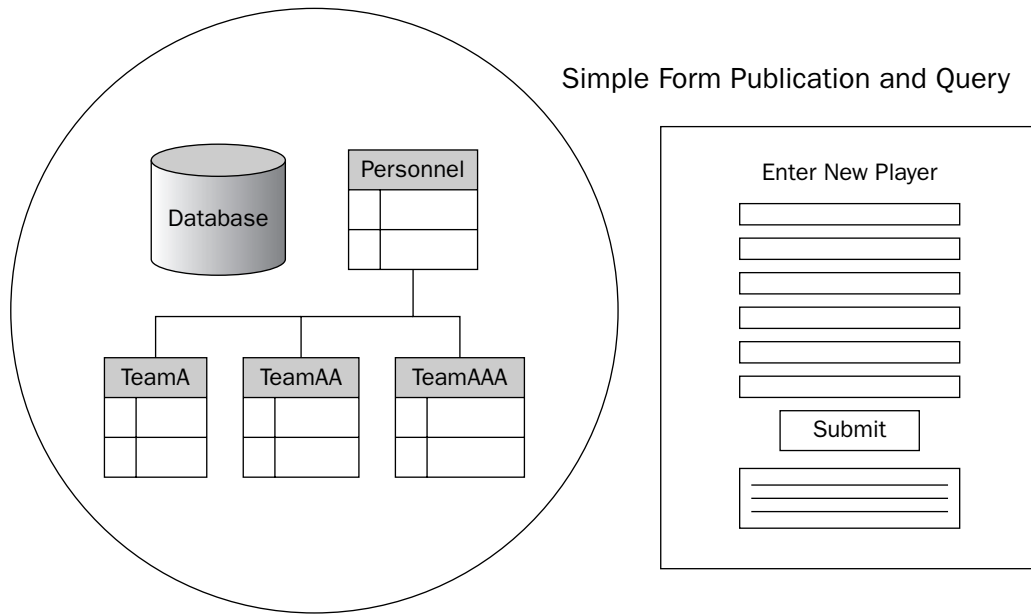 Simple Form Publication and Query
Database
Personnel
TeamA
TeamAA
TeamAAA
Enter New Player
Submit